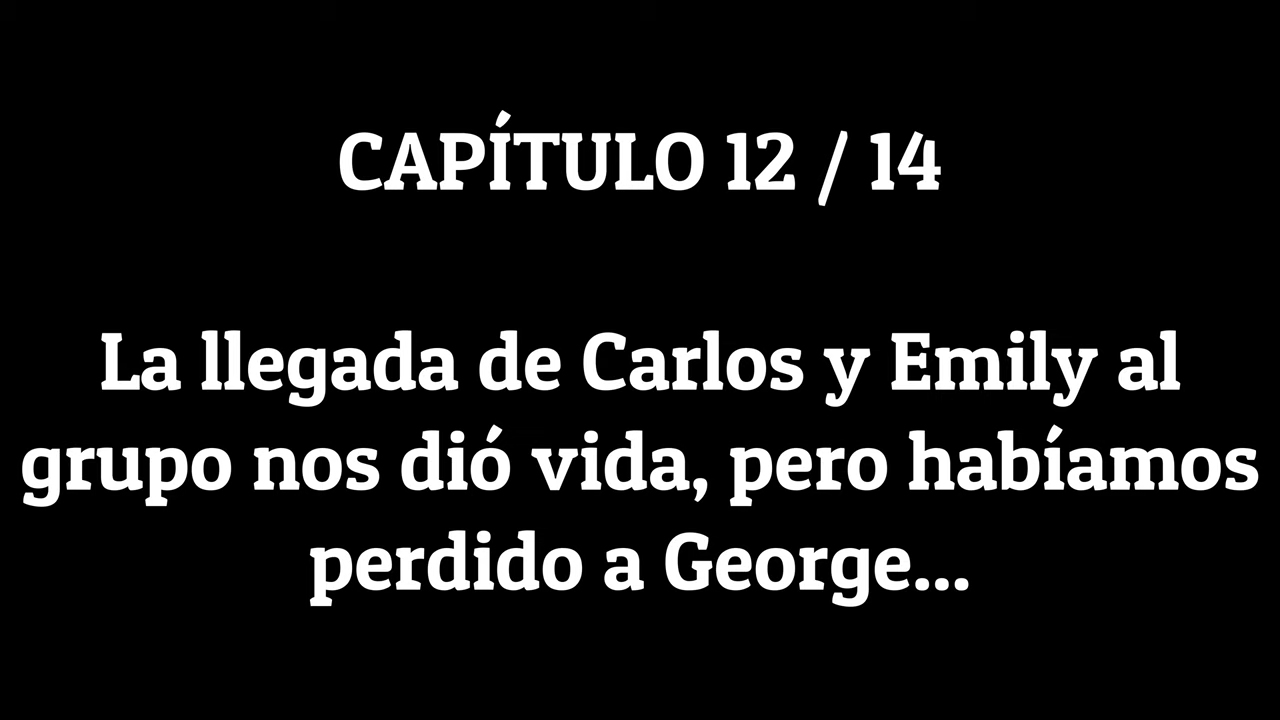 CAPÍTULO 12 / 14
La llegada de Carlos y Emily al
grupo nos dió vida, pero habíamos
perdido a George...